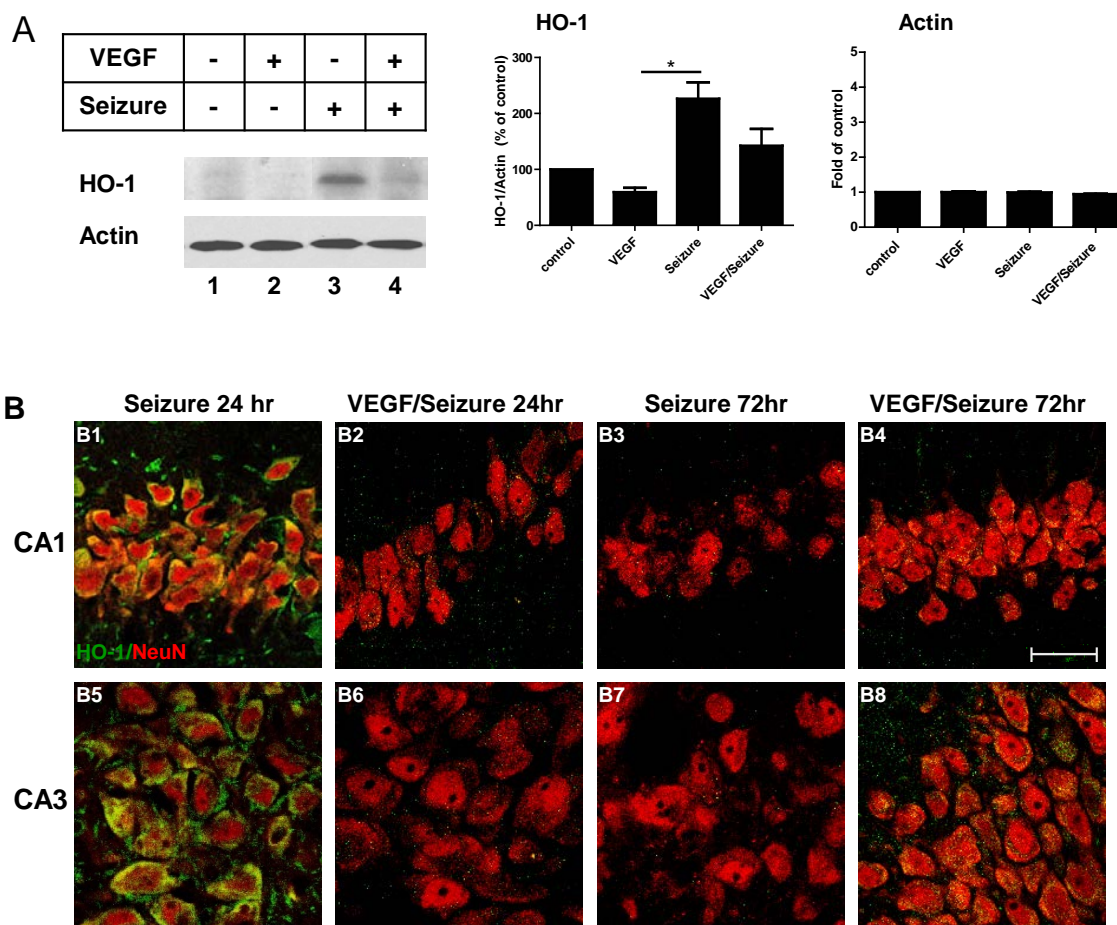 A
VEGF - + - +
Seizure - - + +
HO-1
Actin
1 2 3 4
HO-1
HO-1/Actin (% of control)
300
200
100
0
*
control VEGF Seizure VEGF/Seizure
Actin
Fold of control
5
4
3
2
1
0
control VEGF Seizure VEGF/Seizure
B
Seizure 24 hr VEGF/Seizure 24hr Seizure 72hr VEGF/Seizure 72hr
CA1
B1 B2 B3 B4
HO-1/NeuN
CA3
B5 B6 B7 B8